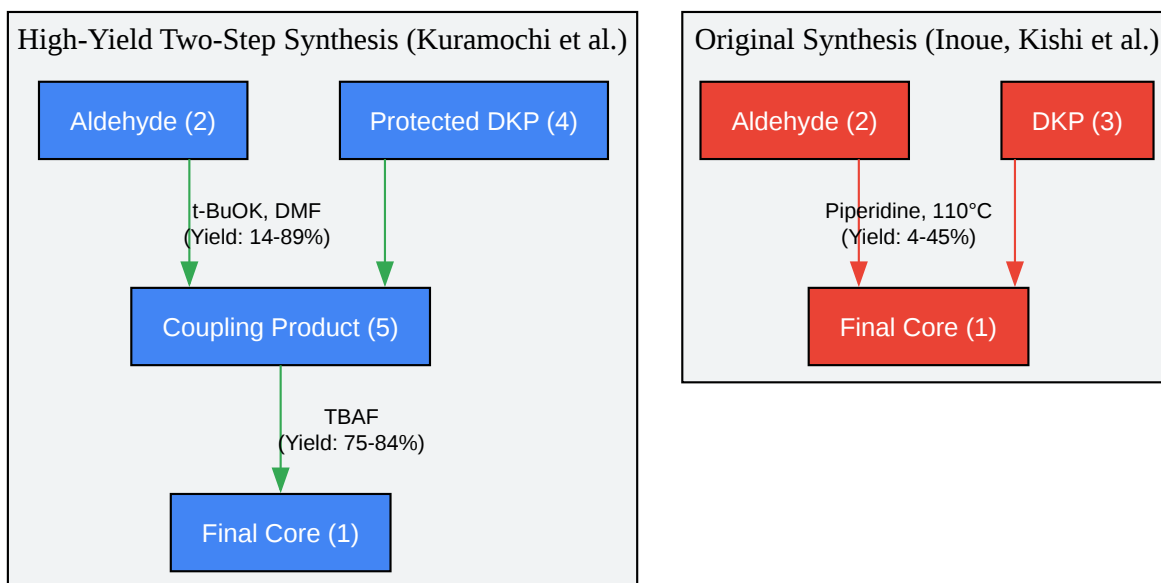 High-Yield Two-Step Synthesis (Kuramochi et al.)
Aldehyde (2)
Protected DKP (4)
t-BuOK, DMF
(Yield: 14-89%)
Coupling Product (5)
TBAF
(Yield: 75-84%)
Final Core (1)
Original Synthesis (Inoue, Kishi et al.)
Aldehyde (2)
DKP (3)
Piperidine, 110°C
(Yield: 4-45%)
Final Core (1)